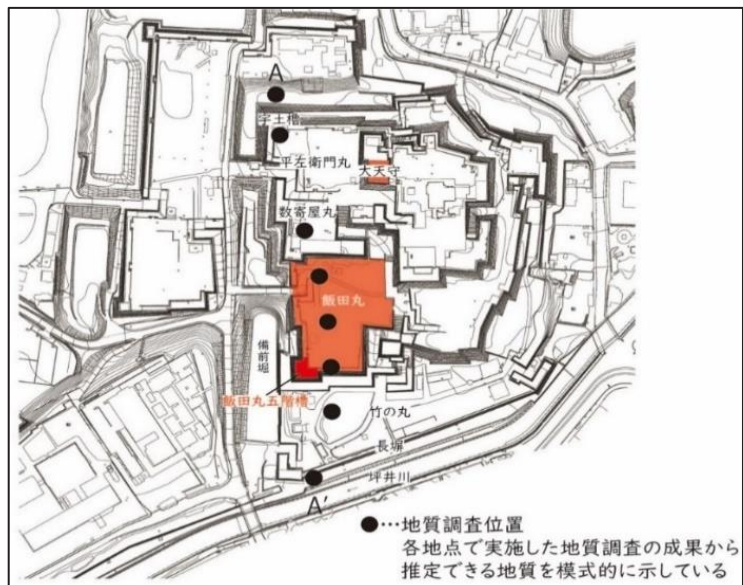 A
宇土櫓
平左衛門丸
大天守
数寄屋丸
飯田丸
備前堀
飯田丸五階櫓
竹の丸
長塀
坪井川
A'
●…地質調査位置
各地点で実施した地質調査の成果から
推定できる地質を模式的に示している